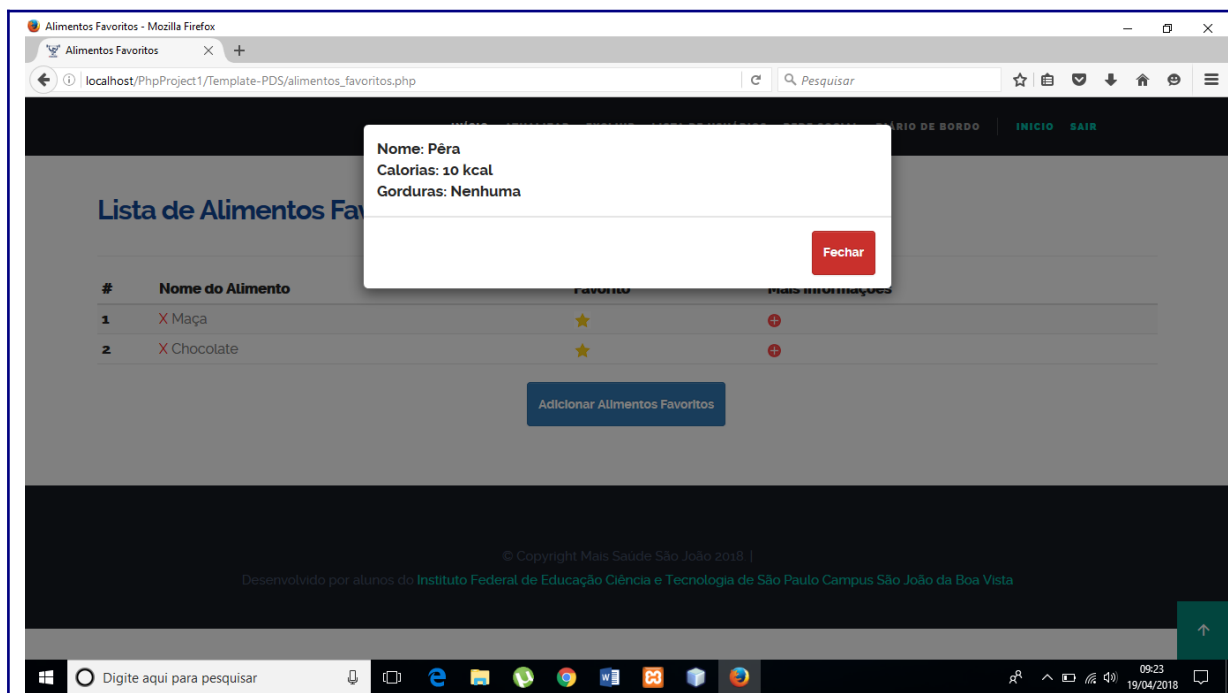 Alimentos Favoritos - Mozilla Firefox
Alimentos Favoritos
localhost/PhpProject1/Template-PDS/alimentos_favoritos.php
Pesquisar
DE BORDO INICIO SAIR
Nome: Pêra
Calorias: 10 kcal
Gorduras: Nenhuma
Fechar
Lista de Alimentos
# Nome do Alimento Favorito Mais Informações
1 X Maça
2 X Chocolate
Adicionar Alimentos Favoritos
© Copyright Mais Saúde São João 2018 |
Desenvolvido por alunos do Instituto Federal de Educação Ciência e Tecnologia de São Paulo Campus São João da Boa Vista
Digite aqui para pesquisar
09:23
19/04/2018